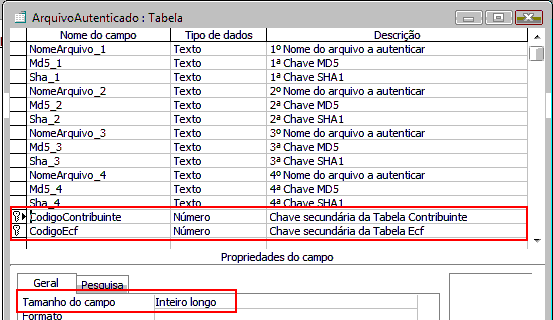 ArquivoAutenticado : Tabela
Nome do campo Tipo de dados Descrição
NomeArquivo_1 Texto 1º Nome do arquivo a autenticar
Md5_1 Texto 1ª Chave MD5
Sha_1 Texto 1ª Chave SHA1
NomeArquivo_2 Texto 2º Nome do arquivo a autenticar
Md5_2 Texto 2ª Chave MD5
Sha_2 Texto 2ª Chave SHA1
NomeArquivo_3 Texto 3º Nome do arquivo a autenticar
Md5_3 Texto 3ª Chave MD5
Sha_3 Texto 3ª Chave SHA1
NomeArquivo_4 Texto 4º Nome do arquivo a autenticar
Md5_4 Texto 4ª Chave MD5
Sha_4 Texto 4ª Chave SHA1
CodigoContribuinte Número Chave secundária da Tabela Contribuinte
CodigoEcf Número Chave secundária da Tabela Ecf
Propriedades do campo
Geral Pesquisa
Tamanho do campo Inteiro longo
Formato